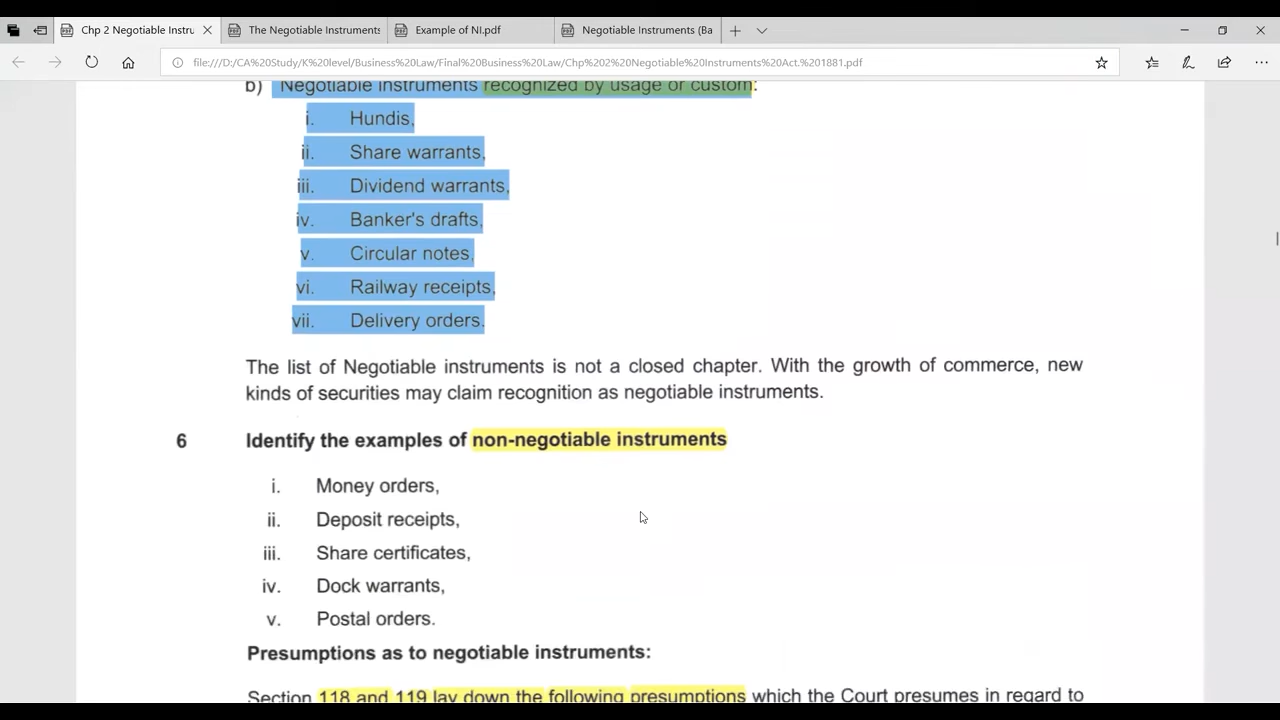 Chp 2 Negotiable Instru
The Negotiable Instruments
Example of NI.pdf
Negotiable Instruments (Ba
file:///D:/CA%20Study/K%20level/Business%20Law/Final%20Business%20Law/Chp%202%20Negotiable%20Instruments%20Act,%201881.pdf
b) Negotiable instruments recognized by usage or custom:
i. Hundis,
ii. Share warrants,
iii. Dividend warrants,
iv. Banker's drafts,
v. Circular notes,
vi. Railway receipts,
vii. Delivery orders.
The list of Negotiable instruments is not a closed chapter. With the growth of commerce, new
kinds of securities may claim recognition as negotiable instruments.
6 Identify the examples of non-negotiable instruments
i. Money orders,
ii. Deposit receipts,
iii. Share certificates,
iv. Dock warrants,
v. Postal orders.
Presumptions as to negotiable instruments:
Section 118 and 119 lay down the following presumptions which the Court presumes in regard to